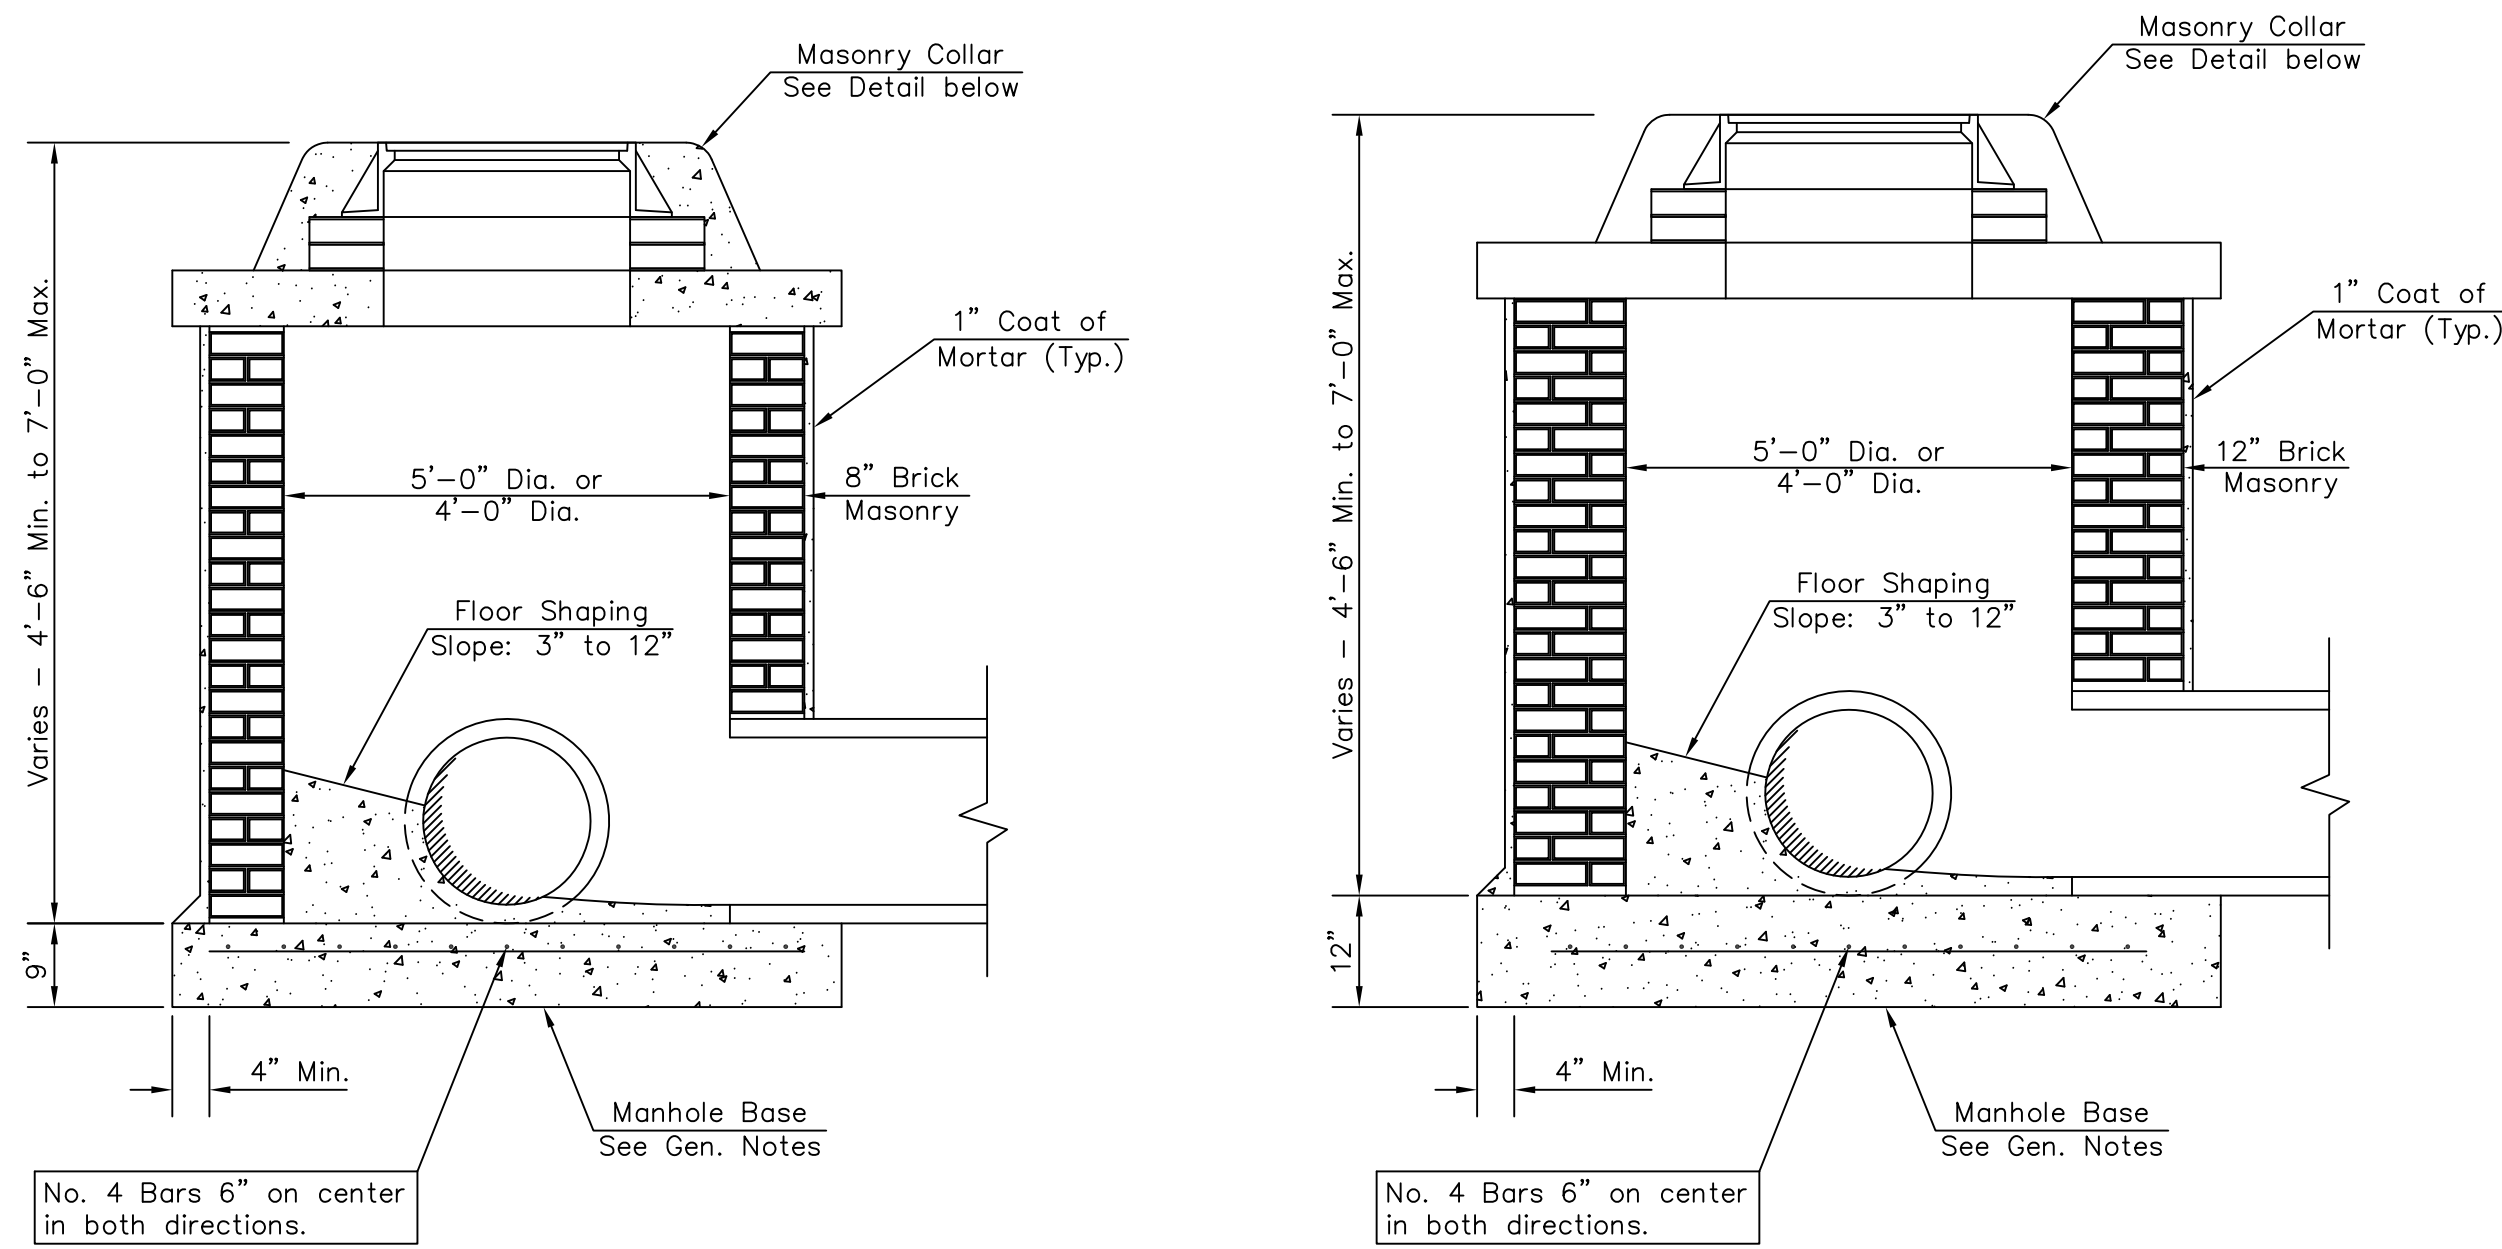 Masonry Collar
See Detail below
Varies – 4'–6" Min. to 7'–0" Max.
1" Coat of
Mortar (Typ.)
5'–0" Dia. or
4'–0" Dia.
8" Brick
Masonry
Floor Shaping
Slope: 3" to 12"
9"
4" Min.
Manhole Base
See Gen. Notes
No. 4 Bars 6" on center
in both directions.
Masonry Collar
See Detail below
Varies – 4'–6" Min. to 7'–0" Max.
1" Coat of
Mortar (Typ.)
5'–0" Dia. or
4'–0" Dia.
12" Brick
Masonry
Floor Shaping
Slope: 3" to 12"
12"
4" Min.
Manhole Base
See Gen. Notes
No. 4 Bars 6" on center
in both directions.